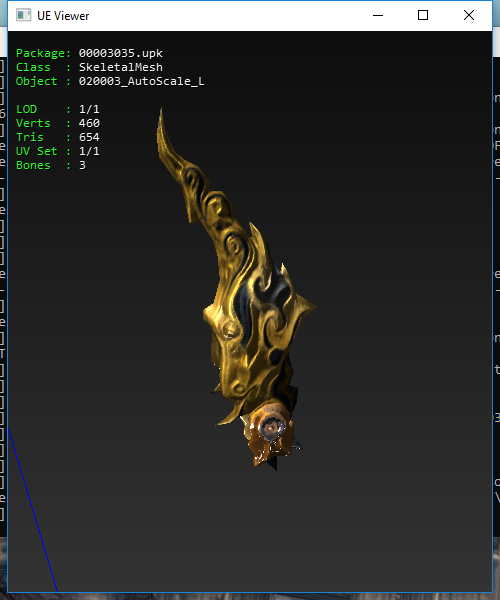 UE Viewer
Package: 00003035.upk
Class : SkeletalMesh
Object : 020003_AutoScale_L
LOD : 1/1
Verts : 460
Tris : 654
UV Set : 1/1
Bones : 3